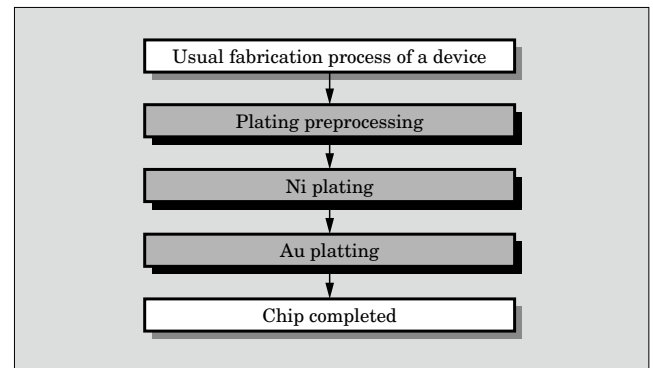 Usual fabrication process of a device
Plating preprocessing
Ni plating
Au platting
Chip completed